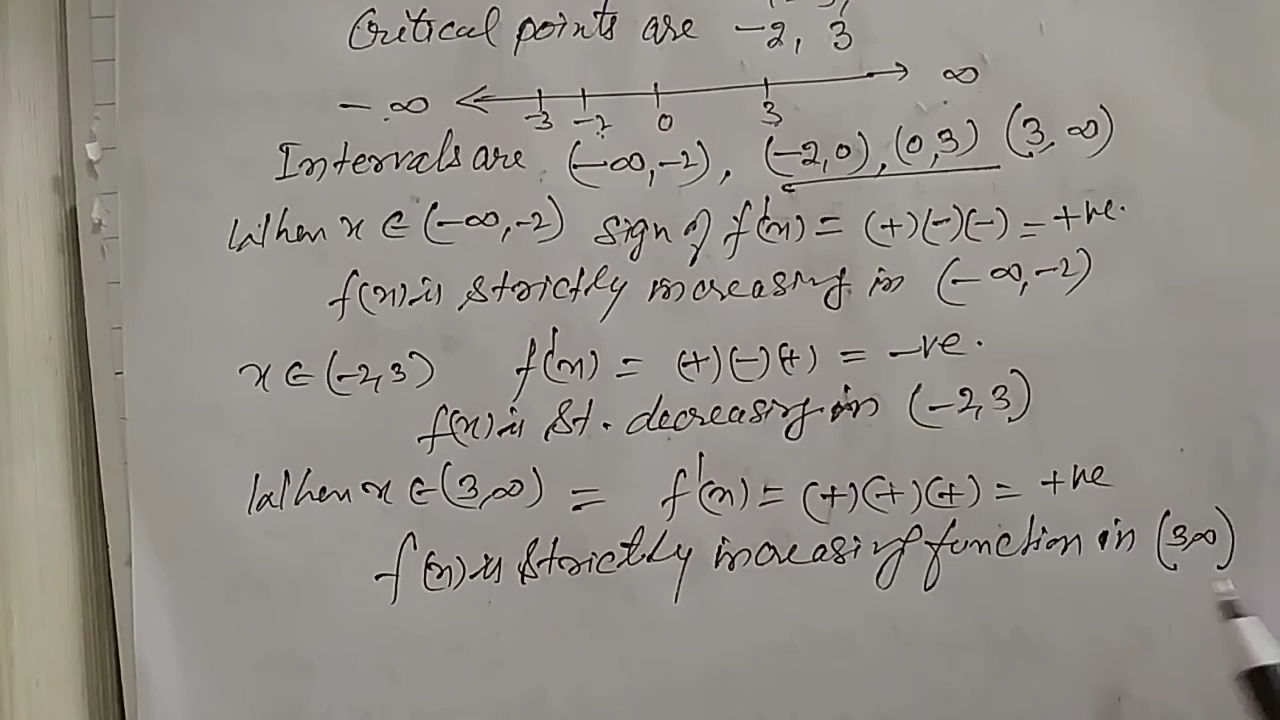 Critical points are -2, 3
-∞ -3 -2 0 3 ∞
Intervals are (-∞,-2), (-2,0), (0,3) (3,∞)
When x ∈ (-∞,-2) sign of f'(x) = (+)(-)(-) = +ve.
f(x) is strictly increasing in (-∞,-2)
x ∈ (-2,3) f'(x) = (+)(-)(+) = -ve.
f(x) is St. decreasing in (-2,3)
When x ∈ (3,∞) = f'(x) = (+)(+)(+) = +ve
f(x) is strictly increasing function in (3,∞)